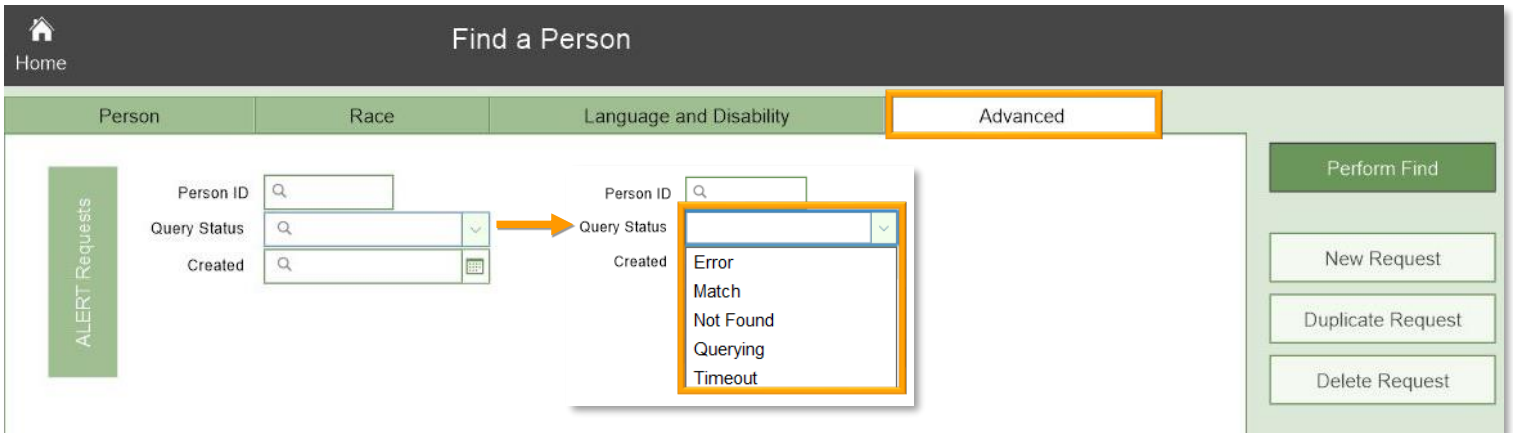 Home
Find a Person
Person
Race
Language and Disability
Advanced
ALERT Requests
Person ID
Query Status
Created
Person ID
Query Status
Created
Error
Match
Not Found
Querying
Timeout
Perform Find
New Request
Duplicate Request
Delete Request